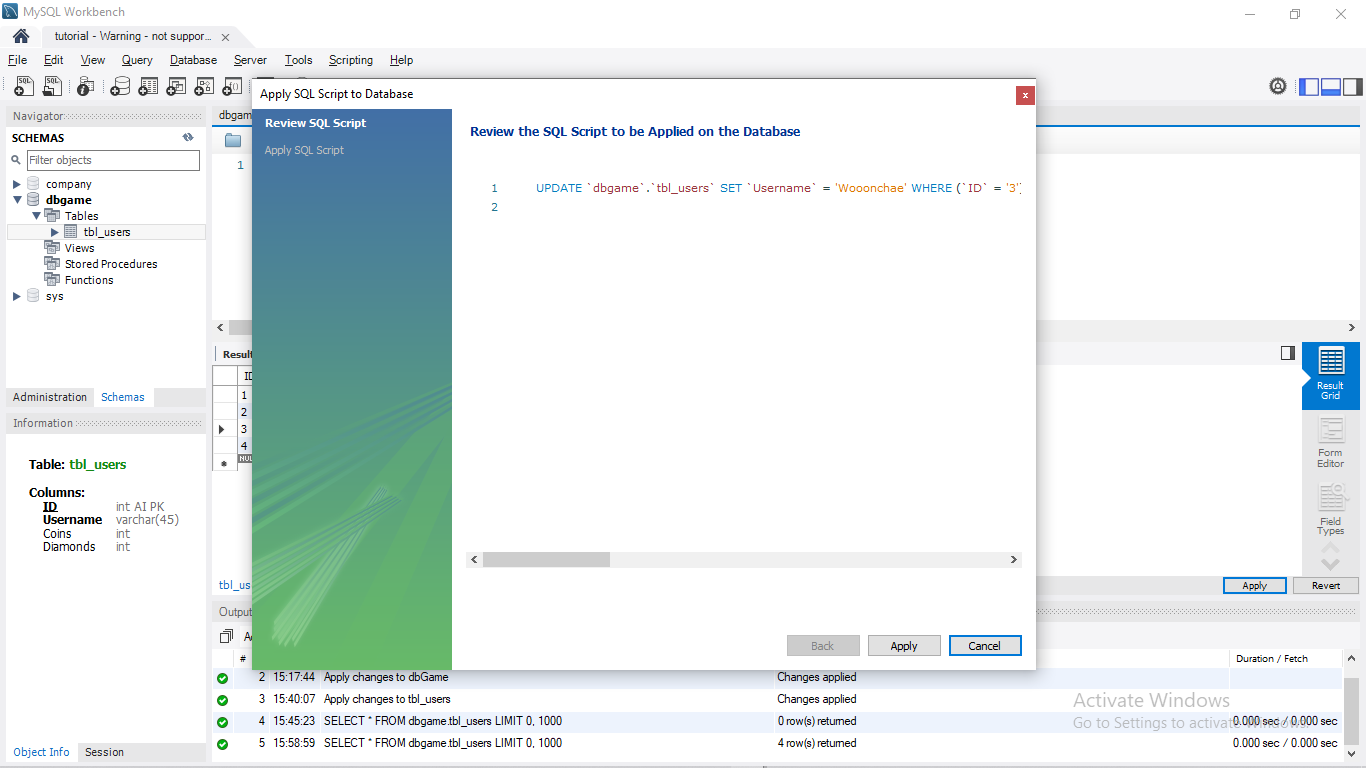 MySQL Workbench
tutorial - Warning - not suppor...
File Edit View Query Database Server Tools Scripting Help
Navigator
SCHEMAS
Filter objects
company
dbgame
Tables
tbl_users
Views
Stored Procedures
Functions
sys
Administration Schemas
Information
Table: tbl_users
Columns:
ID int AI PK
Username varchar(45)
Coins int
Diamonds int
Object Info Session
dbgam
1
Result
ID
1
2
3
4
NUL
tbl_us
Apply SQL Script to Database
Review SQL Script
Apply SQL Script
Review the SQL Script to be Applied on the Database
1 UPDATE `dbgame`.`tbl_users` SET `Username` = 'Wooonchae' WHERE (`ID` = '3')
2
Back Apply Cancel
Result Grid
Form Editor
Field Types
Apply Revert
Output
#
Duration / Fetch
2 15:17:44 Apply changes to dbGame Changes applied
3 15:40:07 Apply changes to tbl_users Changes applied
4 15:45:23 SELECT * FROM dbgame.tbl_users LIMIT 0, 1000 0 row(s) returned 0.000 sec / 0.000 sec
5 15:58:59 SELECT * FROM dbgame.tbl_users LIMIT 0, 1000 4 row(s) returned 0.000 sec / 0.000 sec
Activate Windows
Go to Settings to activate Windows.